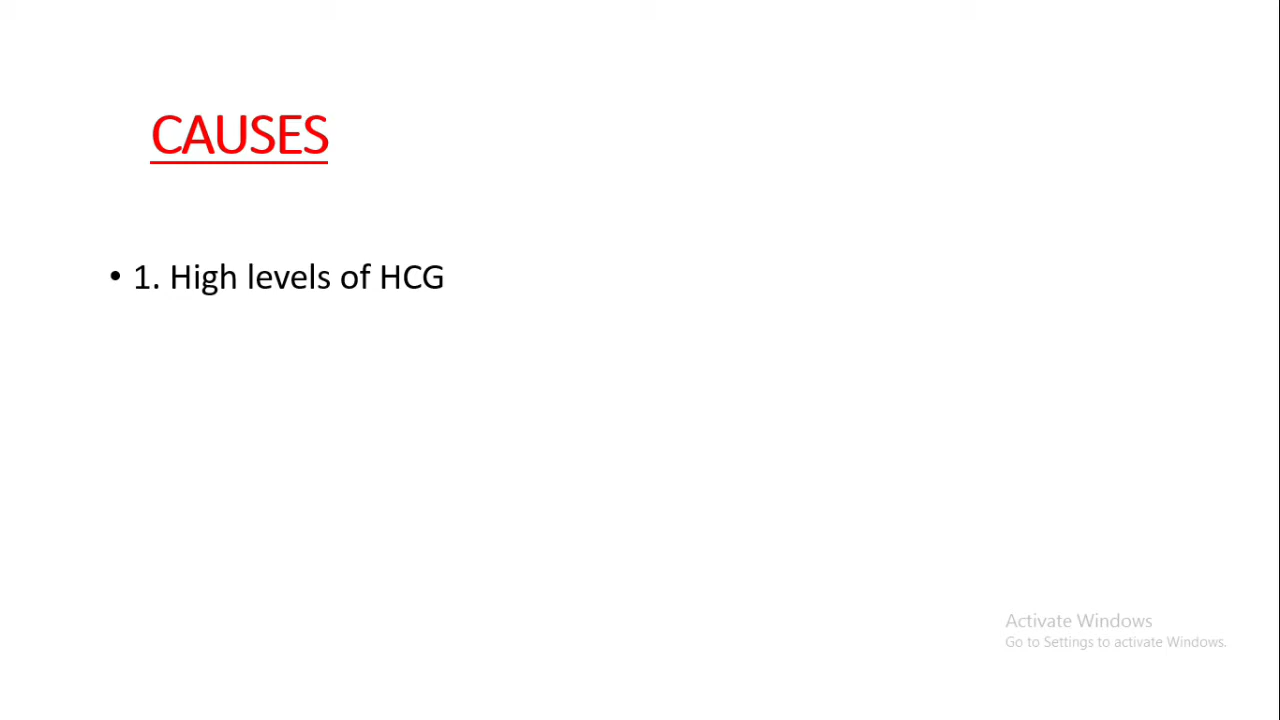 CAUSES
• 1. High levels of HCG
Activate Windows
Go to Settings to activate Windows.